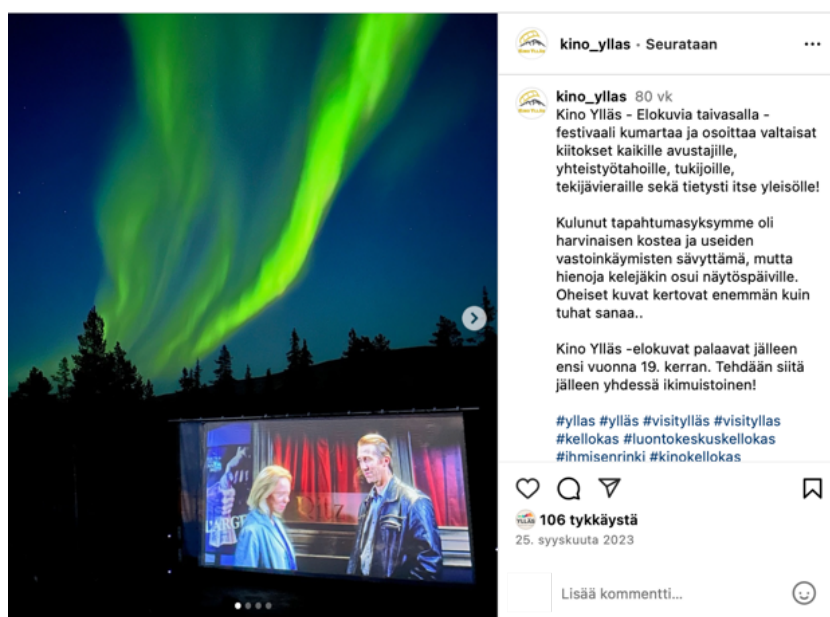 kino_yllas • Seurataan
kino_yllas 80 vk
Kino Ylläs - Elokuvia taivasalla -
festivaali kumartaa ja osoittaa valtaisat
kiitokset kaikille avustajille,
yhteistyötahoille, tukijoille,
tekijävieraille sekä tietysti itse yleisölle!
Kulunut tapahtumasyksymme oli
harvinaisen kostea ja useiden
vastoinkäymisten sävyttämä, mutta
hienoja kelejäkin osui näytöspäiville.
Oheiset kuvat kertovat enemmän kuin
tuhat sanaa..
Kino Ylläs -elokuvat palaavat jälleen
ensi vuonna 19. kerran. Tehdään siitä
jälleen yhdessä ikimuistoinen!
#yllas #ylläs #visitylläs #visityllas
#kellokas #luontokeskuskellokas
#ihmisenrinki #kinokellokas
106 tykkäystä
25. syyskuuta 2023
Lisää kommentti...